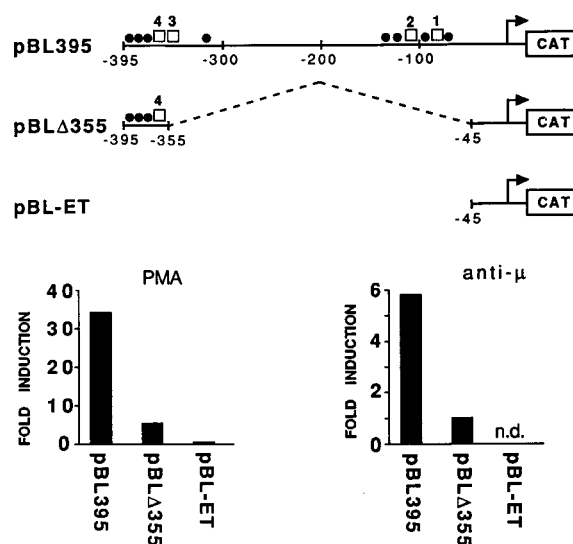 4 3 2 1
pBL395 CAT
-395 -300 -200 -100
4
pBLΔ355 CAT
-395 -355 -45
pBL-ET CAT
-45
PMA
FOLD INDUCTION
40
30
20
10
0
pBL395
pBLΔ355
pBL-ET
anti-μ
FOLD INDUCTION
6
4
2
0
n.d.
pBL395
pBLΔ355
pBL-ET